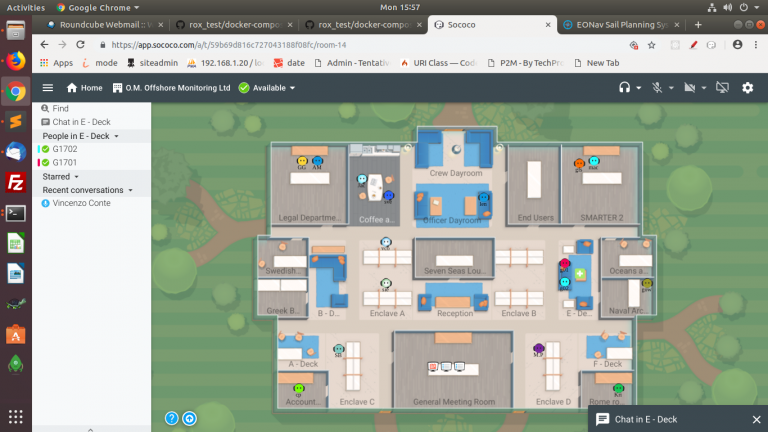 Activities
Google Chrome
Mon 15:57
Roundcube Webmail :: W
rox_test/docker-compo
rox_test/docker-compo
Sococo
EONav Sail Planning Sy
https://app.sococo.com/a/t/59b69d816c727043188f08fc/room-14
Apps
mode
siteadmin
192.168.1.20 / lo
date
Admin - Tentativ
URI Class — Cod
P2M - By TechPro
New Tab
Home
O.M. Offshore Monitoring Ltd
Available
Find
Chat in E - Deck
People in E - Deck
G1702
G1701
Starred
Recent conversations
Vincenzo Conte
Crew Dayroom
GG
AM
Legal Departme...
Coffee a...
Officer Dayroom
End Users
SMARTER 2
Swedish
Greek B...
B - D...
Enclave A
Seven Seas Lou...
Reception
Enclave B
E - De...
Oceans a...
Naval Arc...
A - Deck
SB
Account...
Enclave C
General Meeting Room
MJP
Enclave D
F - Deck
Rome ro...
Chat in E - Deck